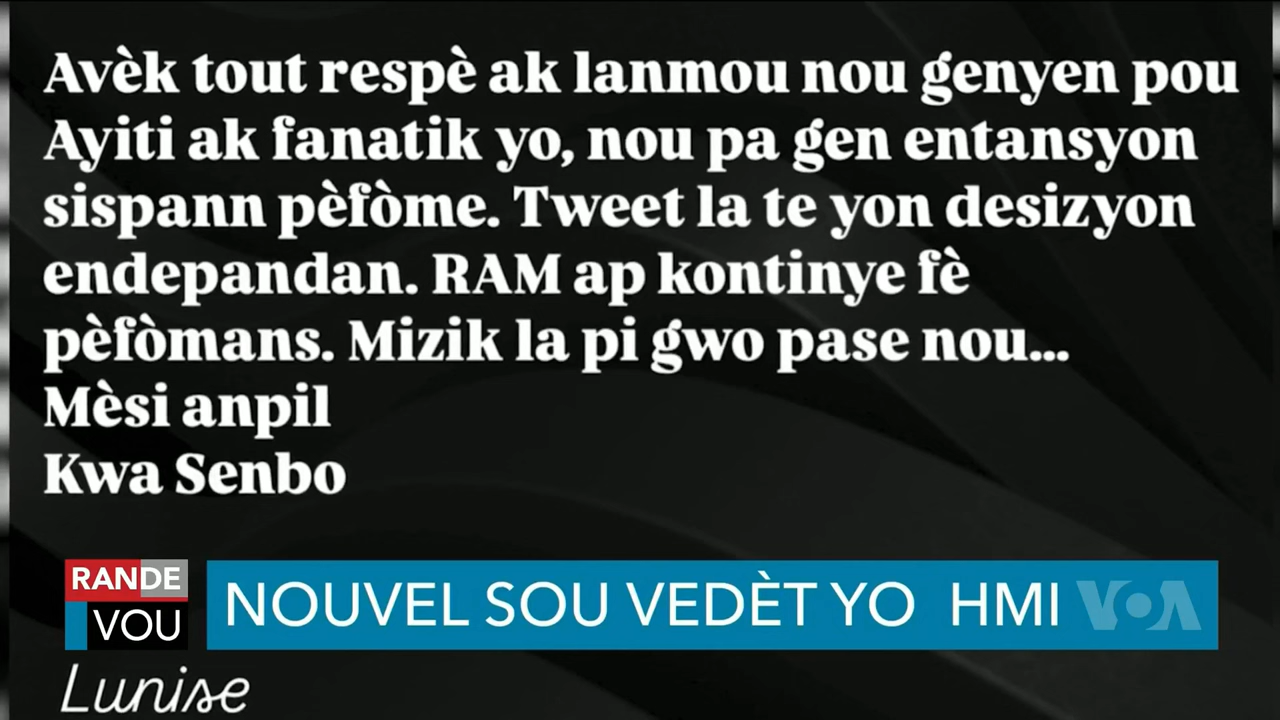 Avèk tout respè ak lanmou nou genyen pou
Ayiti ak fanatik yo, nou pa gen entansyon
sispann pèfòme. Tweet la te yon desizyon
endepandan. RAM ap kontinye fè
pèfòmans. Mizik la pi gwo pase nou...
Mèsi anpil
Kwa Senbo
RANDE
VOU
NOUVEL SOU VEDÈT YO HMI VOA
Lunise